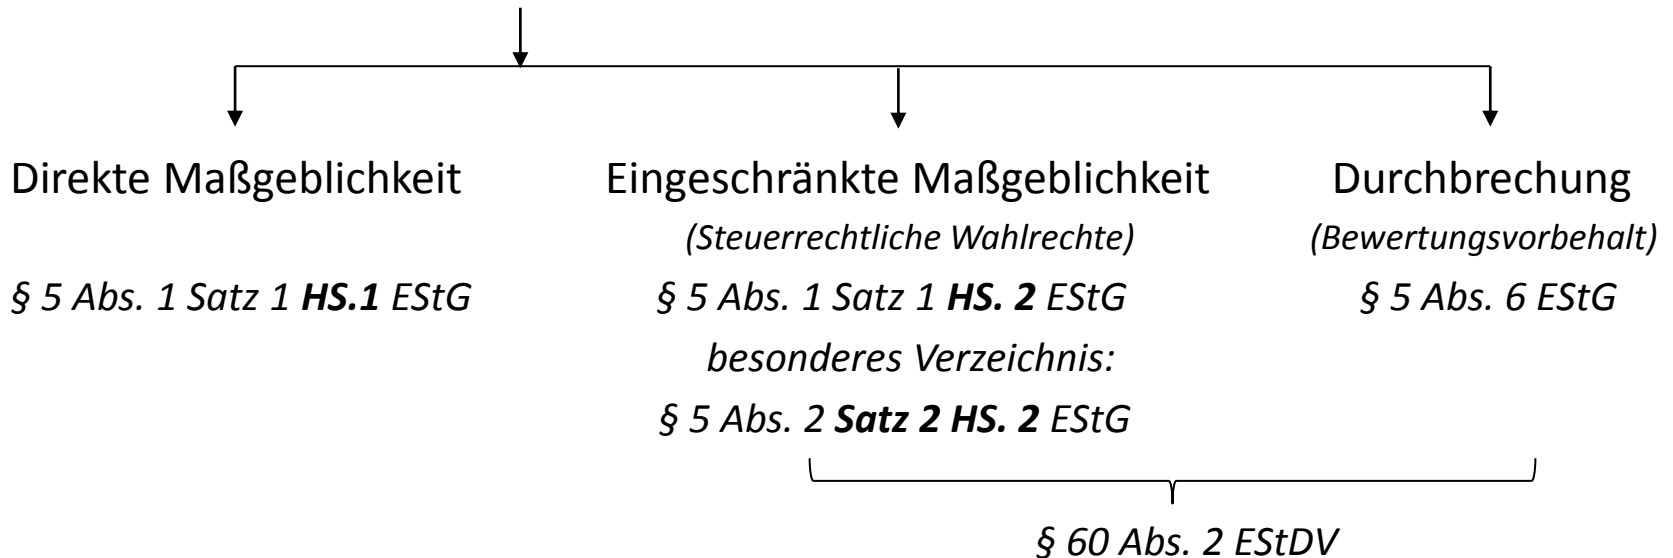 Direkte Maßgeblichkeit
§ 5 Abs. 1 Satz 1 HS.1 EStG
Eingeschränkte Maßgeblichkeit
(Steuerrechtliche Wahlrechte)
§ 5 Abs. 1 Satz 1 HS. 2 EStG
besonderes Verzeichnis:
§ 5 Abs. 2 Satz 2 HS. 2 EStG
Durchbrechung
(Bewertungsvorbehalt)
§ 5 Abs. 6 EStG
§ 60 Abs. 2 EStDV